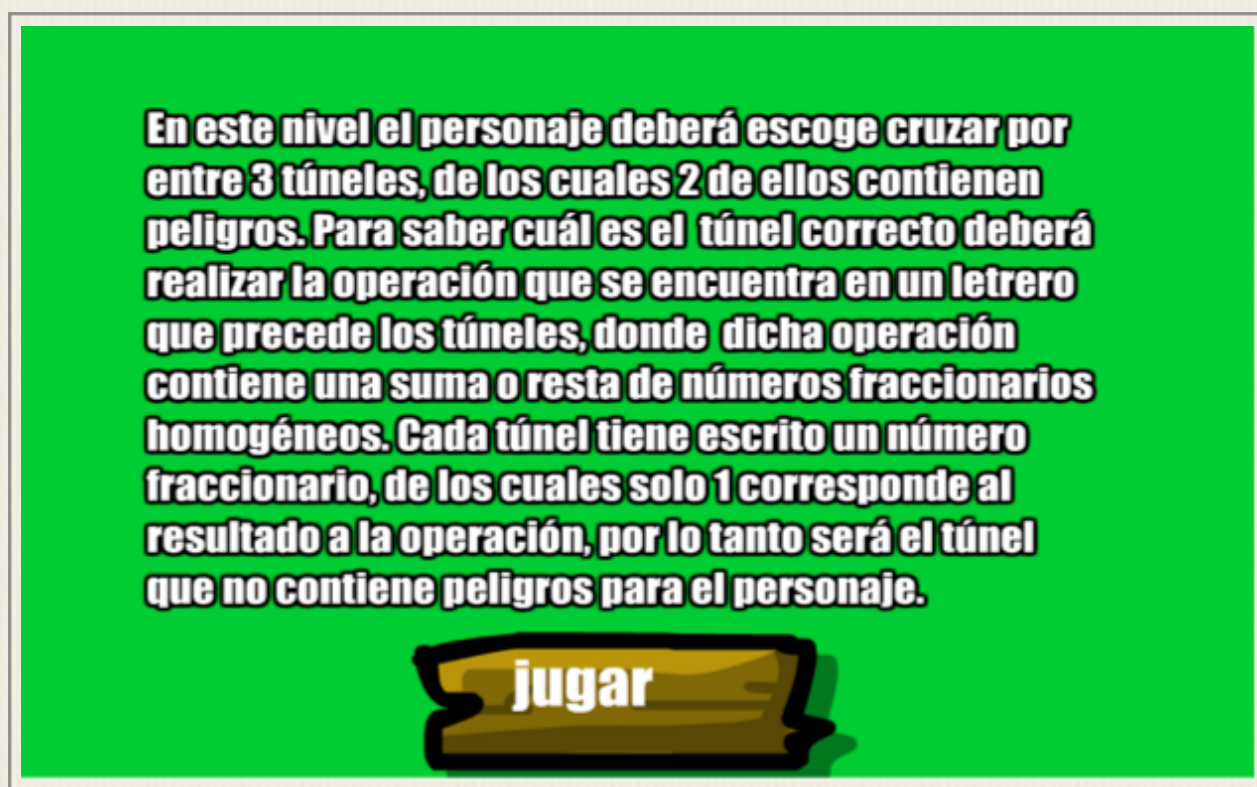 En este nivel el personaje deberá escoge cruzar por
entre 3 túneles, de los cuales 2 de ellos contienen
peligros. Para saber cuál es el túnel correcto deberá
realizar la operación que se encuentra en un letrero
que precede los túneles, donde dicha operación
contiene una suma o resta de números fraccionarios
homogéneos. Cada túnel tiene escrito un número
fraccionario, de los cuales solo 1 corresponde al
resultado a la operación, por lo tanto será el túnel
que no contiene peligros para el personaje.
jugar